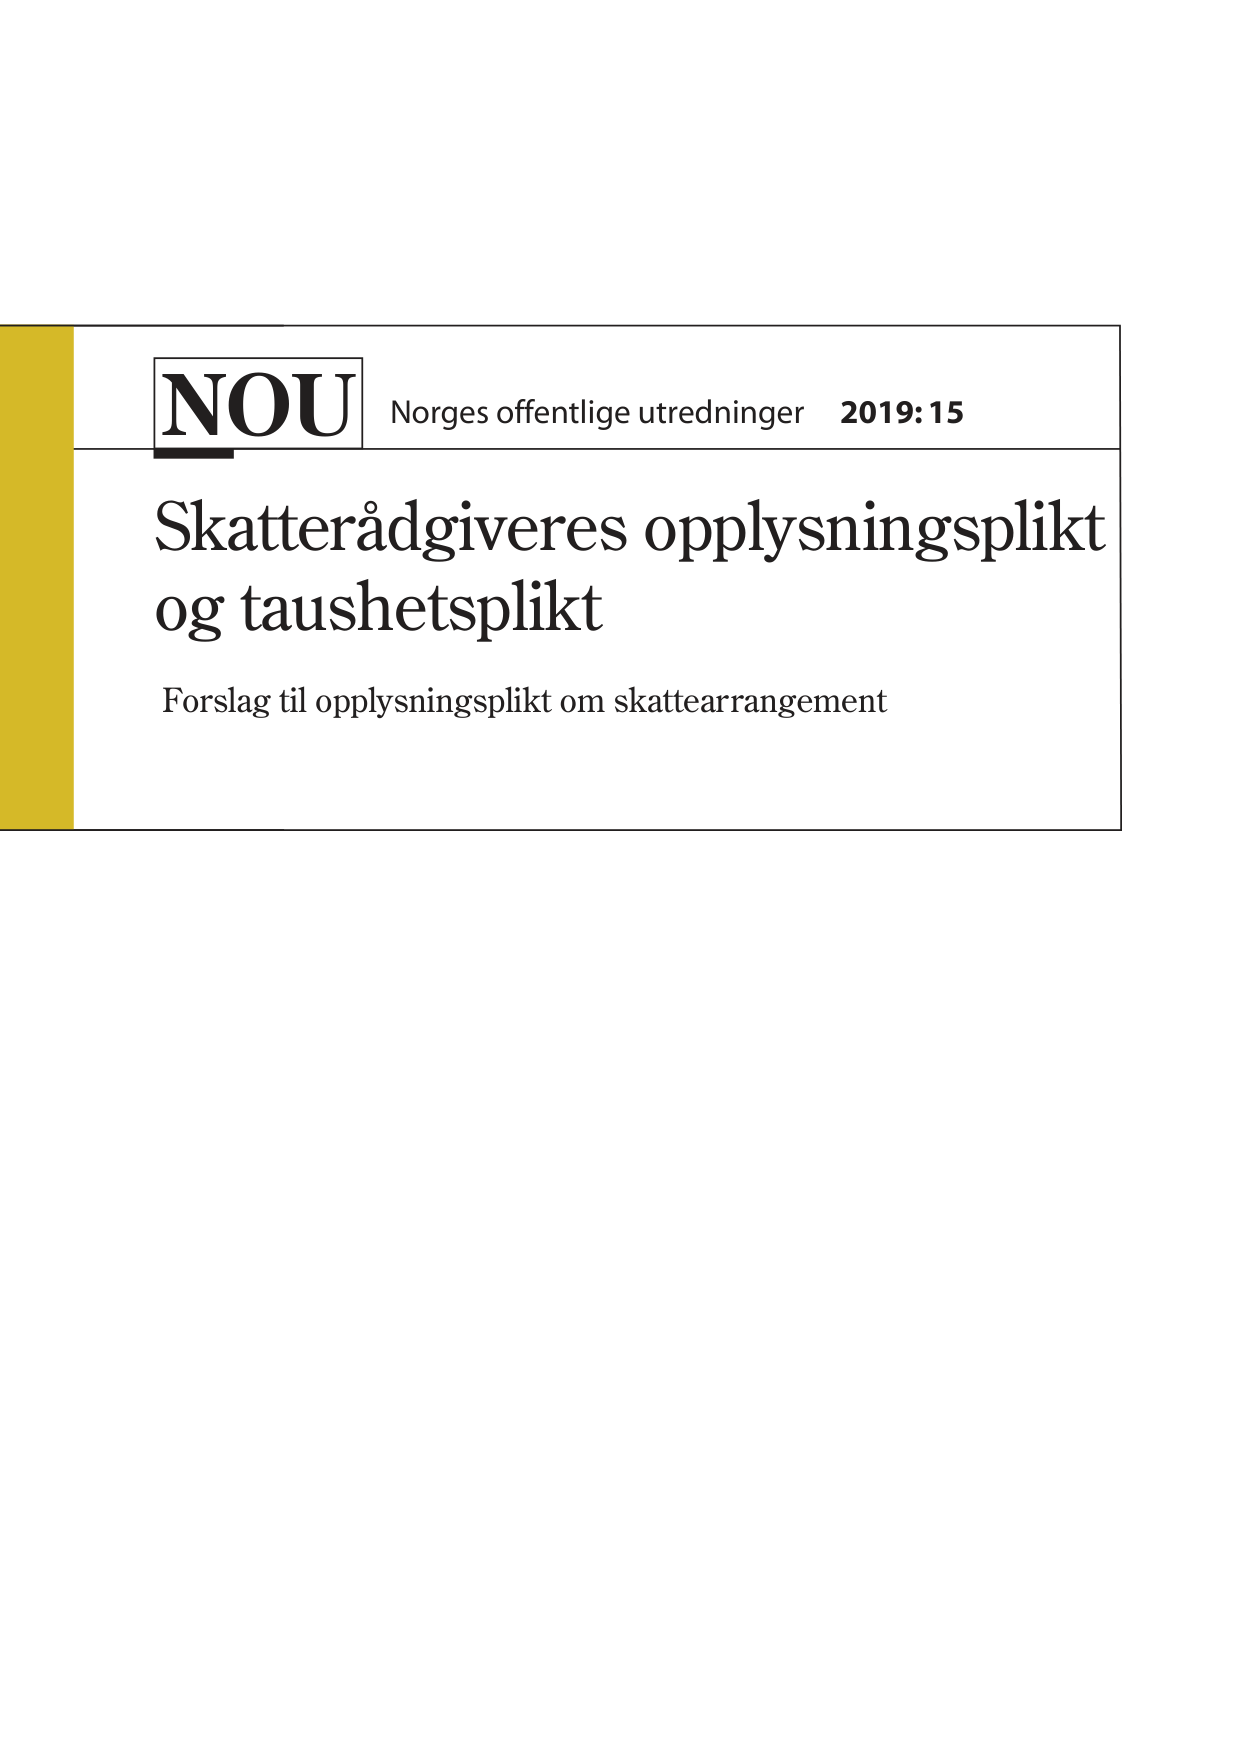 NOU Norges offentlige utredninger 2019: 15
Skatterådgiveres opplysningsplikt
og taushetsplikt
Forslag til opplysningsplikt om skattearrangement